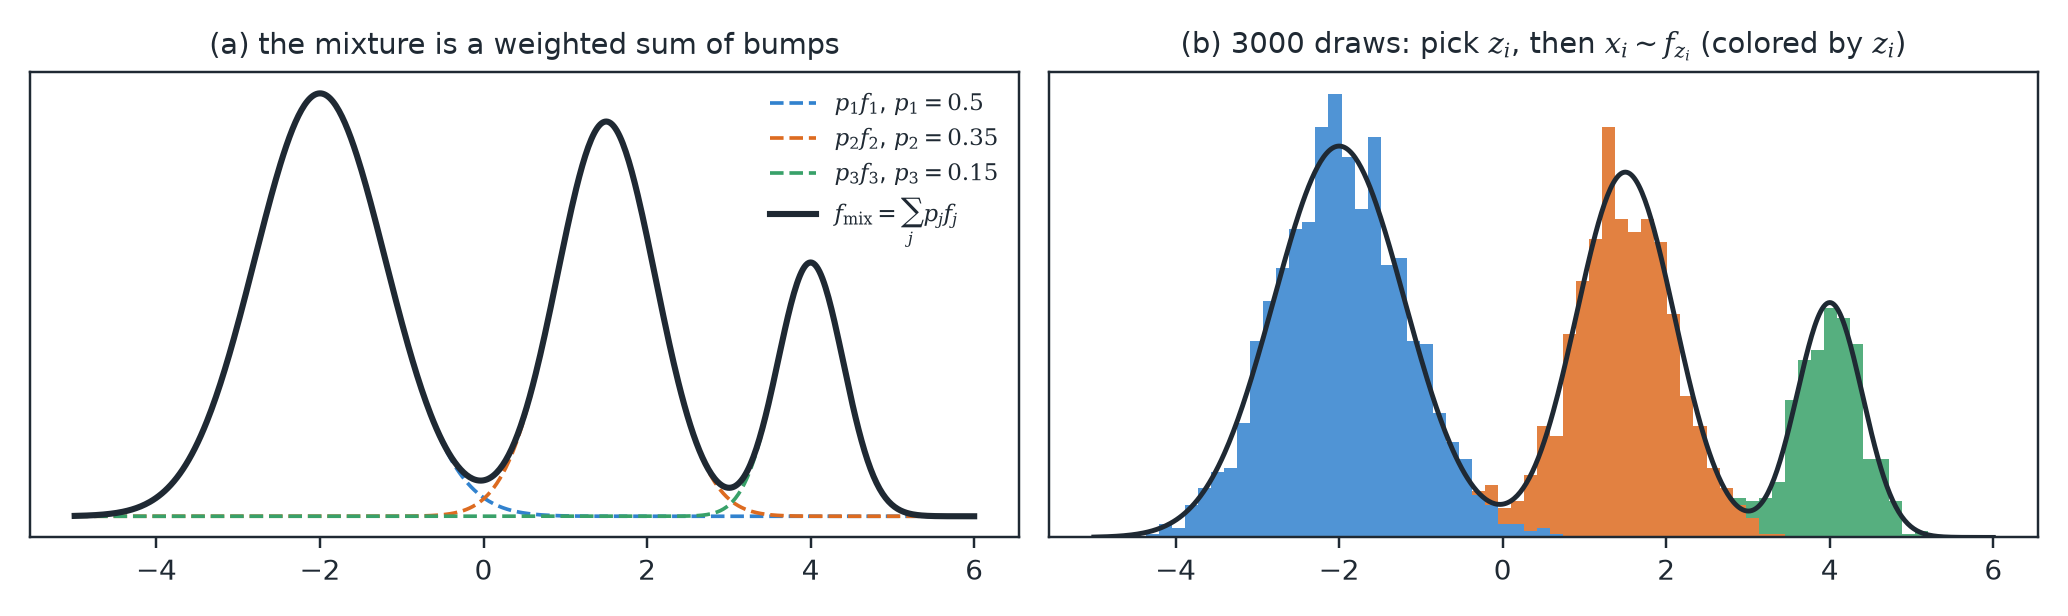 (a) the mixture is a weighted sum of bumps
p₁f₁, p₁ = 0.5
p₂f₂, p₂ = 0.35
p₃f₃, p₃ = 0.15
f_mix = ∑_j p_j f_j
−4 −2 0 2 4 6
(b) 3000 draws: pick z_i, then x_i ~ f_{z_i} (colored by z_i)
−4 −2 0 2 4 6